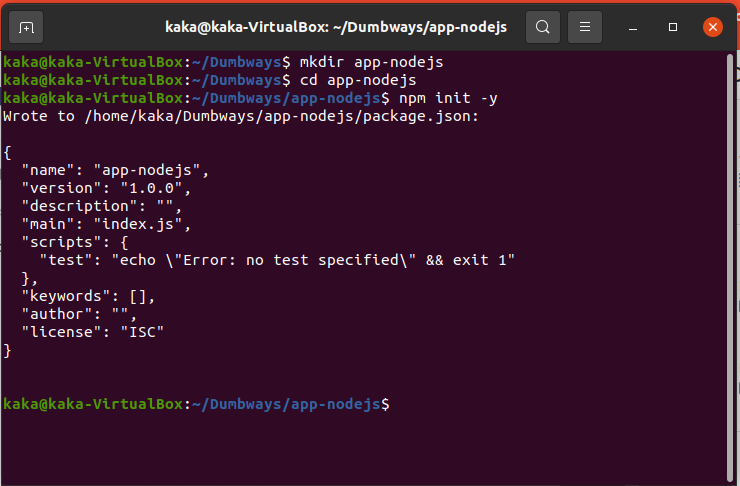 kaka@kaka-VirtualBox: ~/Dumbways/app-nodejs
kaka@kaka-VirtualBox:~/Dumbways$ mkdir app-nodejs
kaka@kaka-VirtualBox:~/Dumbways$ cd app-nodejs
kaka@kaka-VirtualBox:~/Dumbways/app-nodejs$ npm init -y
Wrote to /home/kaka/Dumbways/app-nodejs/package.json:
{
  "name": "app-nodejs",
  "version": "1.0.0",
  "description": "",
  "main": "index.js",
  "scripts": {
    "test": "echo \"Error: no test specified\" && exit 1"
  },
  "keywords": [],
  "author": "",
  "license": "ISC"
}
kaka@kaka-VirtualBox:~/Dumbways/app-nodejs$